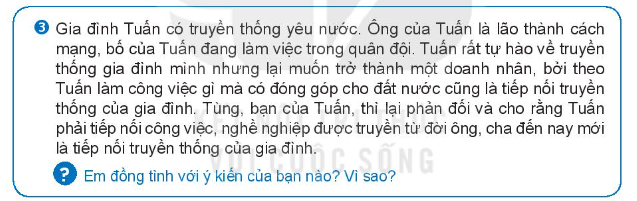 3 Gia đình Tuấn có truyền thống yêu nước. Ông của Tuấn là lão thành cách
mạng, bố của Tuấn đang làm việc trong quân đội. Tuấn rất tự hào về truyền
thống gia đình mình nhưng lại muốn trở thành một doanh nhân, bởi theo
Tuấn làm công việc gì mà có đóng góp cho đất nước cũng là tiếp nối truyền
thống của gia đình. Tùng, bạn của Tuấn, thì lại phản đối và cho rằng Tuấn
phải tiếp nối công việc, nghề nghiệp được truyền từ đời ông, cha đến nay mới
là tiếp nối truyền thống của gia đình.
VỚI CUỘC SỐNG
? Em đồng tình với ý kiến của bạn nào? Vì sao?